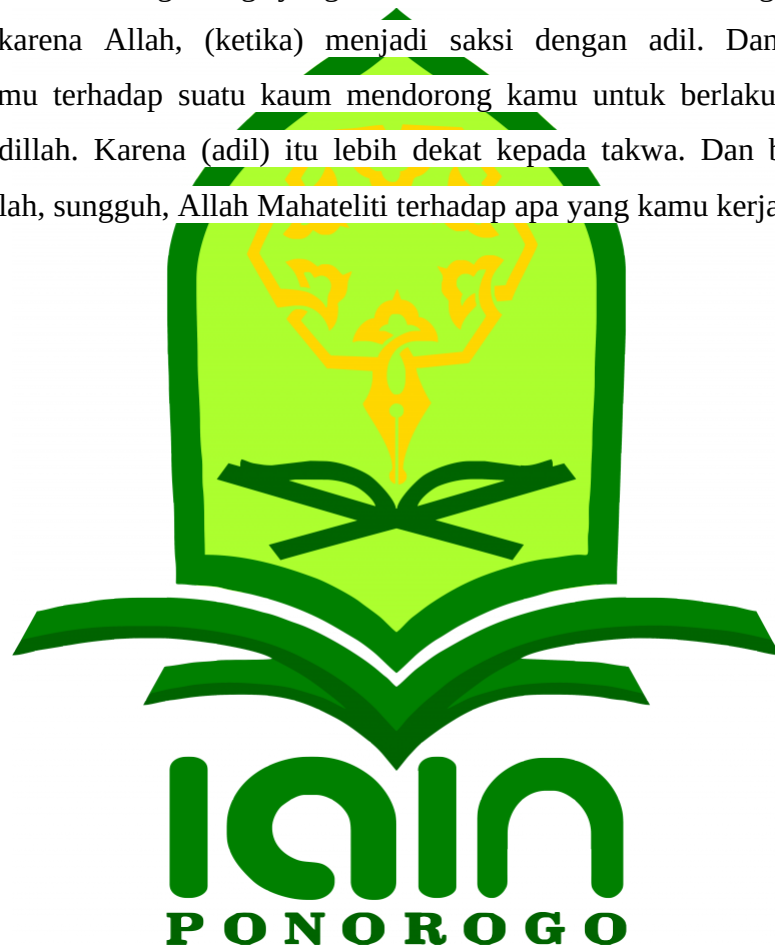 karena Allah, (ketika) menjadi saksi dengan adil. Dan
mu terhadap suatu kaum mendorong kamu untuk berlaku
dillah. Karena (adil) itu lebih dekat kepada takwa. Dan b
lah, sungguh, Allah Mahateliti terhadap apa yang kamu kerja
iain
PONOROGO